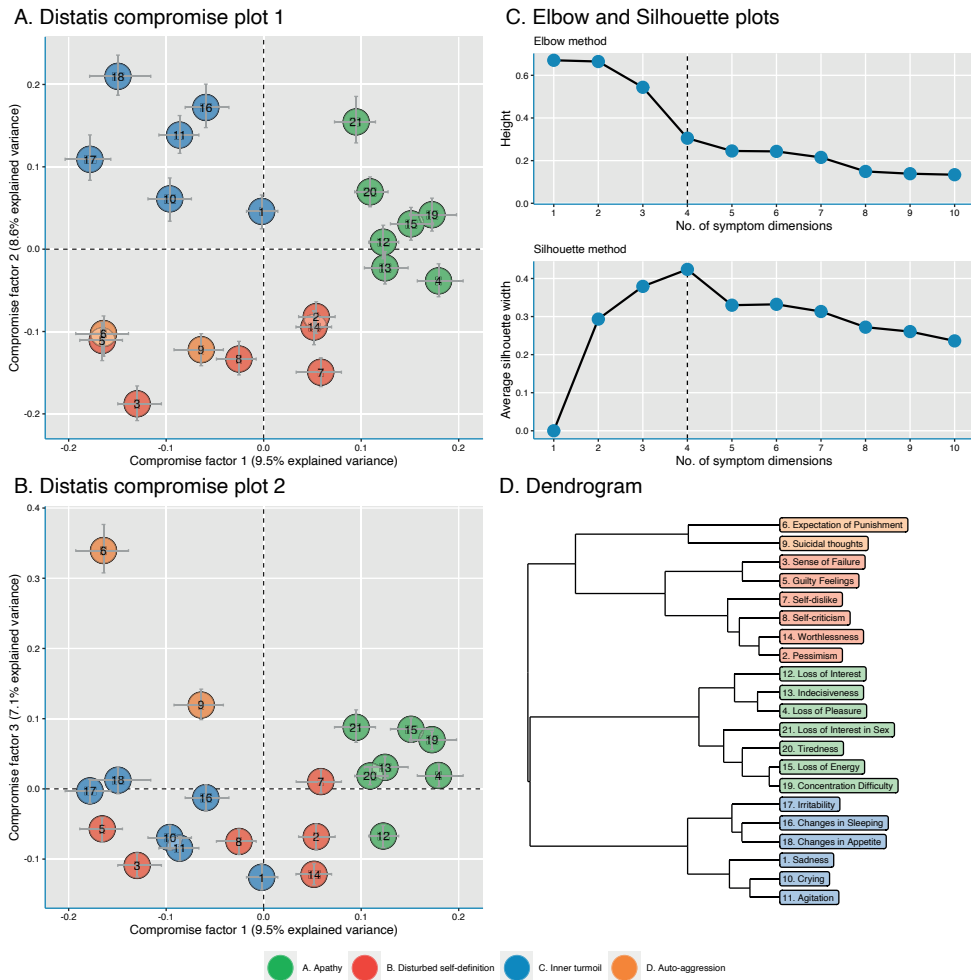 A. Distatis compromise plot 1
Compromise factor 2 (8.6% explained variance)
0.2
0.1
0.0
-0.1
-0.2
18
16
11
17
10
1
21
20
19
15
12
13
4
2
14
6
5
9
8
7
3
-0.2
-0.1
0.0
0.1
0.2
Compromise factor 1 (9.5% explained variance)
C. Elbow and Silhouette plots
Elbow method
Height
0.6
0.4
0.2
0.0
1 2 3 4 5 6 7 8 9 10
No. of symptom dimensions
Silhouette method
Average silhouette width
0.4
0.3
0.2
0.1
0.0
1 2 3 4 5 6 7 8 9 10
No. of symptom dimensions
B. Distatis compromise plot 2
Compromise factor 3 (7.1% explained variance)
0.4
0.3
0.2
0.1
0.0
-0.1
6
9
21
15
19
13
20
4
18
17
16
7
5
10
11
8
2
12
3
1
14
-0.2
-0.1
0.0
0.1
0.2
Compromise factor 1 (9.5% explained variance)
D. Dendrogram
6. Expectation of Punishment
9. Suicidal thoughts
3. Sense of Failure
5. Guilty Feelings
7. Self-dislike
8. Self-criticism
14. Worthlessness
2. Pessimism
12. Loss of Interest
13. Indecisiveness
4. Loss of Pleasure
21. Loss of Interest in Sex
20. Tiredness
15. Loss of Energy
19. Concentration Difficulty
17. Irritability
16. Changes in Sleeping
18. Changes in Appetite
1. Sadness
10. Crying
11. Agitation
A. Apathy
B. Disturbed self-definition
C. Inner turmoil
D. Auto-aggression